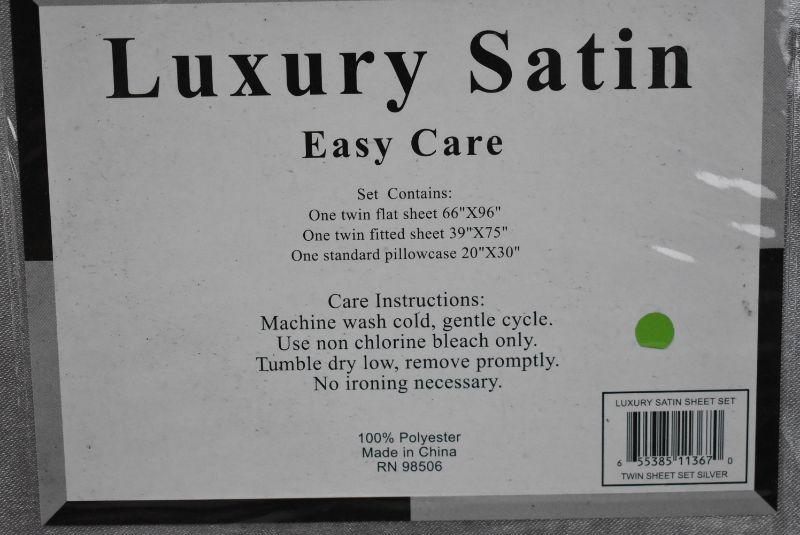 Luxury Satin
Easy Care
Set Contains:
One twin flat sheet 66"X96"
One twin fitted sheet 39"X75"
One standard pillowcase 20"X30"
Care Instructions:
Machine wash cold, gentle cycle.
Use non chlorine bleach only.
Tumble dry low, remove promptly.
No ironing necessary.
100% Polyester
Made in China
RN 98506
LUXURY SATIN SHEET SET
6 55385 11367 0
TWIN SHEET SET SILVER